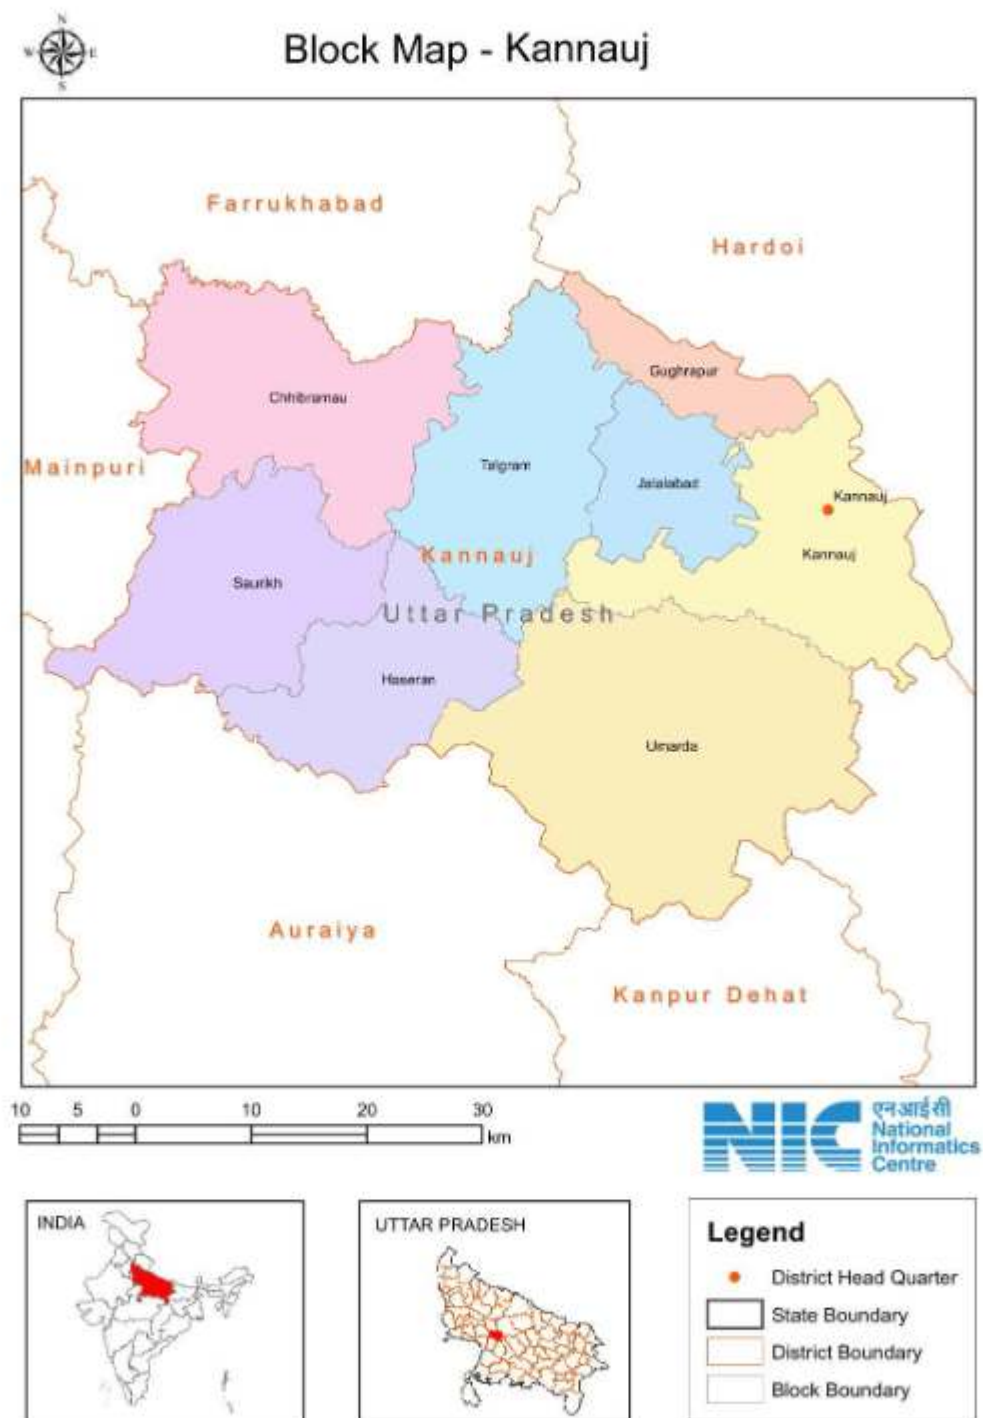 N
W E
S
Block Map - Kannauj
Farrukhabad
Hardoi
Gughrapur
Chhibramau
Mainpuri
Talgram
Jalalabad
Kannauj
Kannauj
Kannauj
Saurikh
Uttar Pradesh
Haseran
Umarda
Auraiya
Kanpur Dehat
10 5 0 10 20 30
km
NIC
एनआईसी
National
Informatics
Centre
INDIA
UTTAR PRADESH
Legend
District Head Quarter
State Boundary
District Boundary
Block Boundary